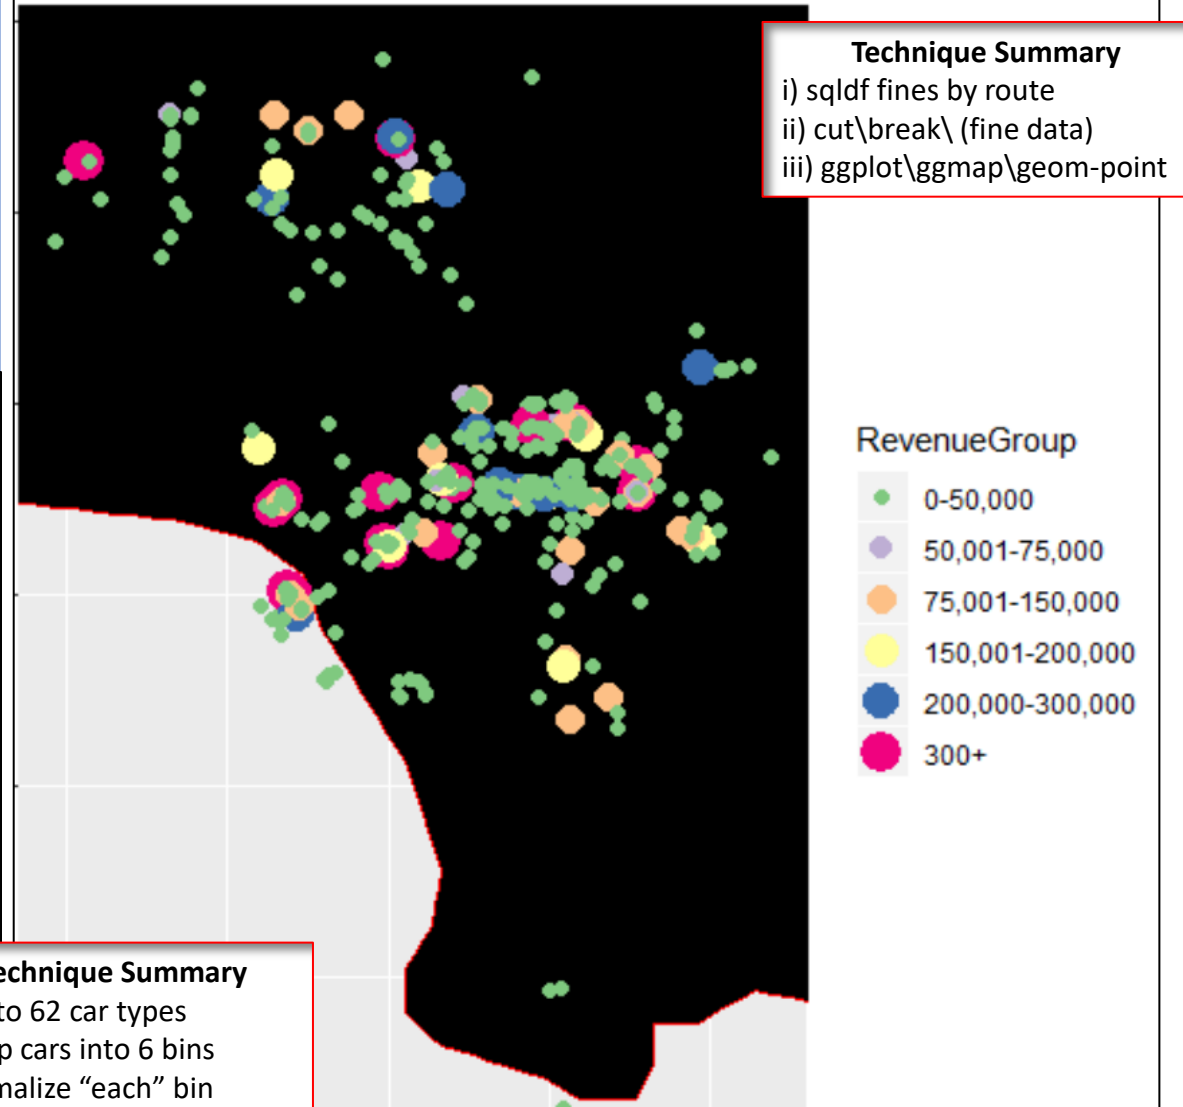 Technique Summary
i) sqldf fines by route
ii) cut\break\ (fine data)
iii) ggplot\ggmap\geom-point
RevenueGroup
0-50,000
50,001-75,000
75,001-150,000
150,001-200,000
200,000-300,000
300+
echnique Summary
to 62 car types
p cars into 6 bins
malize “each” bin